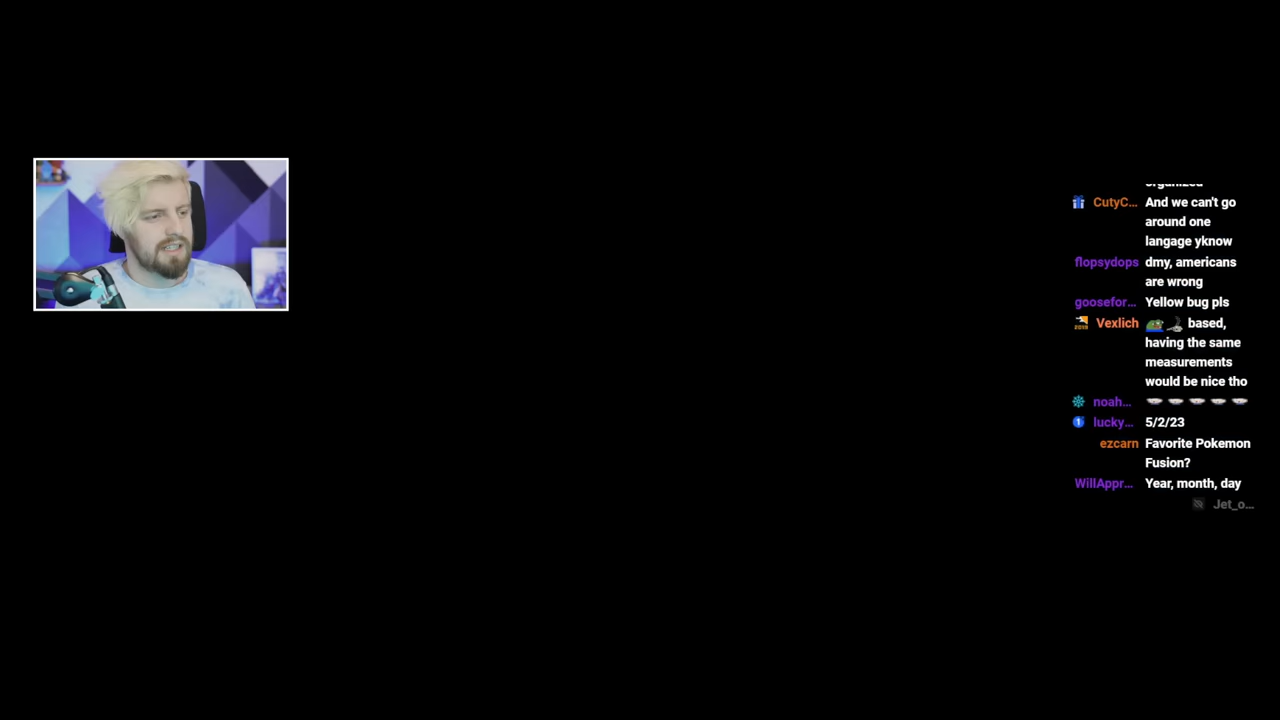 organized
CutyC... And we can't go
around one
langage yknow
flopsydops dmy, americans
are wrong
goosefor... Yellow bug pls
Vexlich based,
having the same
measurements
would be nice tho
noah...
lucky... 5/2/23
ezcarn Favorite Pokemon
Fusion?
WillAppr... Year, month, day
Jet_o...